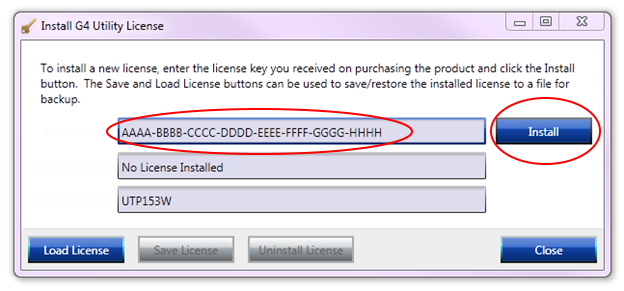 Install G4 Utility License
To install a new license, enter the license key you received on purchasing the product and click the Install
button. The Save and Load License buttons can be used to save/restore the installed license to a file for
backup.
AAAA-BBBB-CCCC-DDDD-EEEE-FFFF-GGGG-HHHH
Install
No License Installed
UTP153W
Load License
Save License
Uninstall License
Close